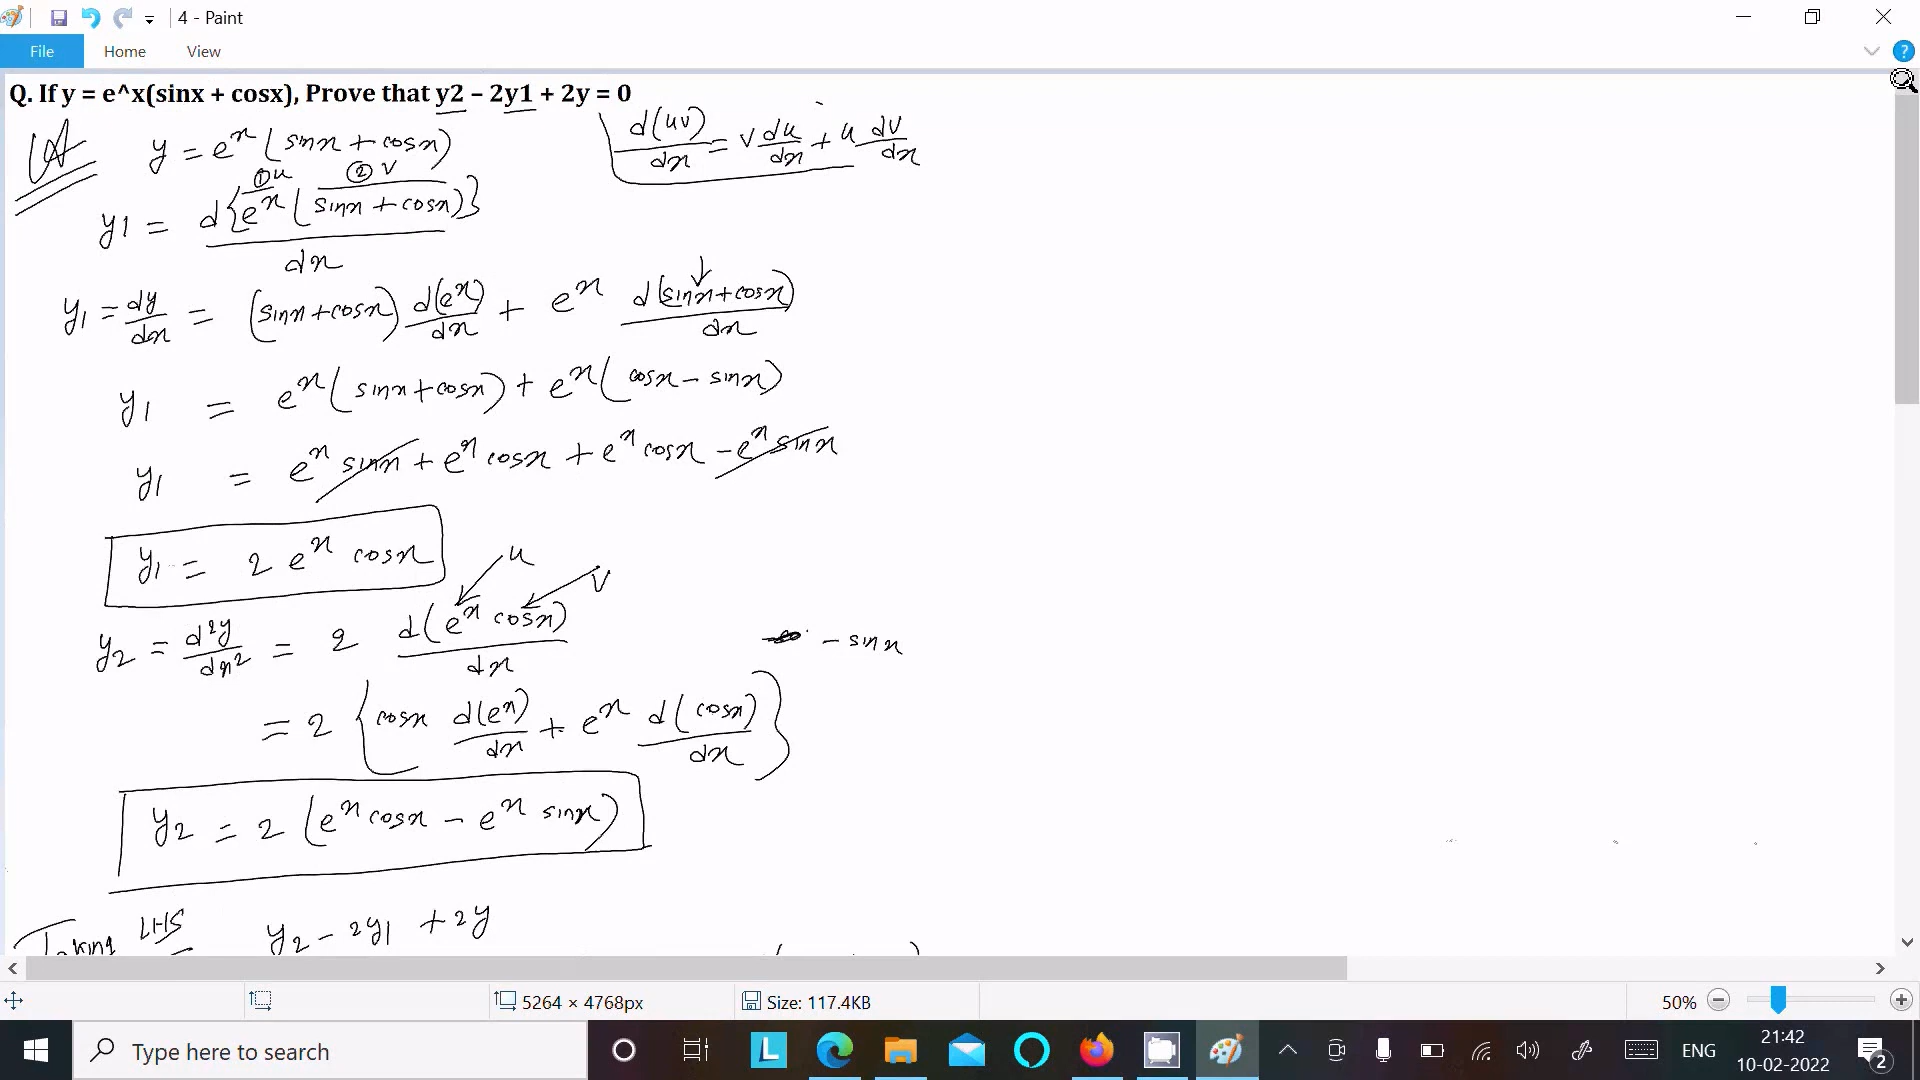 4 - Paint
File Home View
Q. If y = e^x(sinx + cosx), Prove that y2 – 2y1 + 2y = 0
y = e^x (sinx + cosx)
d(uv)/dx = v du/dx + u dv/dx
① u ② v
y1 = d{e^x (sinx + cosx)}/dx
y1 = dy/dx = (sinx + cosx) d(e^x)/dx + e^x d(sinx + cosx)/dx
y1 = e^x (sinx + cosx) + e^x (cosx – sinx)
y1 = e^x sinx + e^x cosx + e^x cosx – e^x sinx
y1 = 2 e^x cosx
u
v
y2 = d²y/dx² = 2 d(e^x cosx)/dx
– sinx
= 2 {cosx d(e^x)/dx + e^x d(cosx)/dx}
y2 = 2 (e^x cosx – e^x sinx)
Taking LHS y2 – 2y1 + 2y
5264 × 4768px Size: 117.4KB 50%
Type here to search
L
ENG
21:42
10-02-2022
2